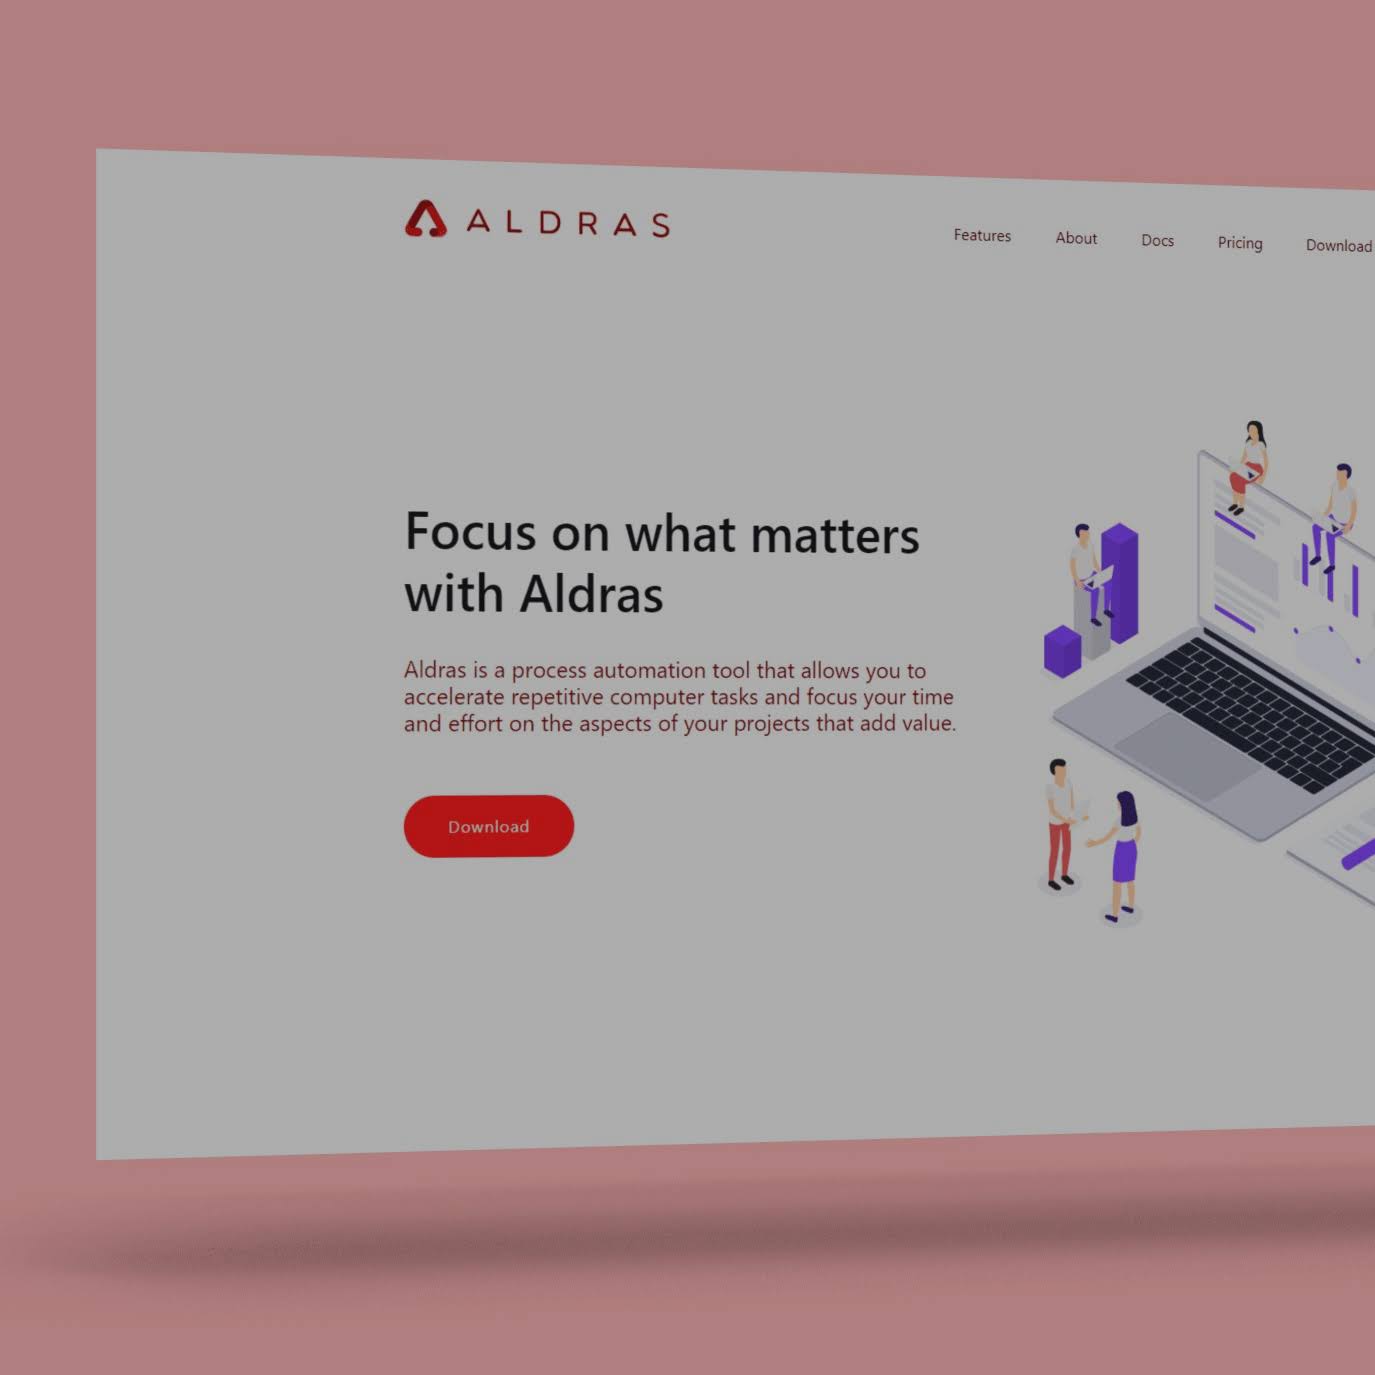 ALDRAS
Features About Docs Pricing Download
Focus on what matters
with Aldras
Aldras is a process automation tool that allows you to
accelerate repetitive computer tasks and focus your time
and effort on the aspects of your projects that add value.
Download